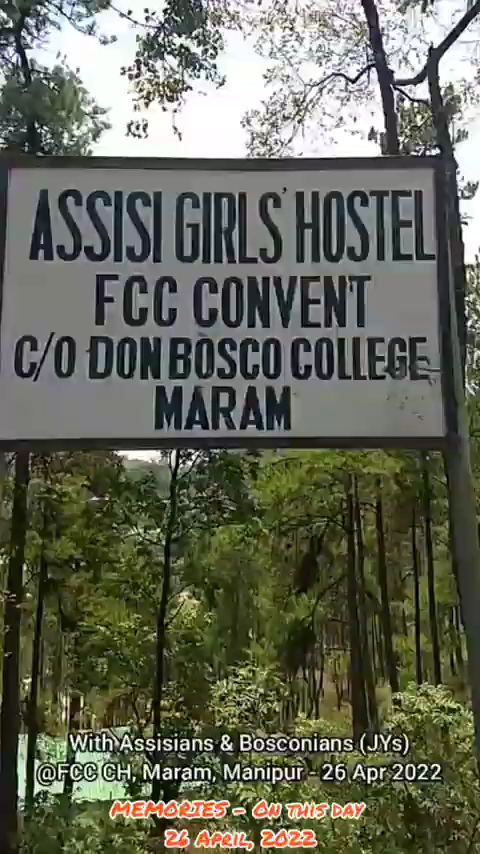 ASSISI GIRLS' HOSTEL
FCC CONVENT
C/O DON BOSCO COLLEGE
MARAM
With Assisians & Bosconians (JYs)
@FCC CH, Maram, Manipur - 26 Apr 2022
MEMORIES - ON THIS DAY
26 APRIL, 2022